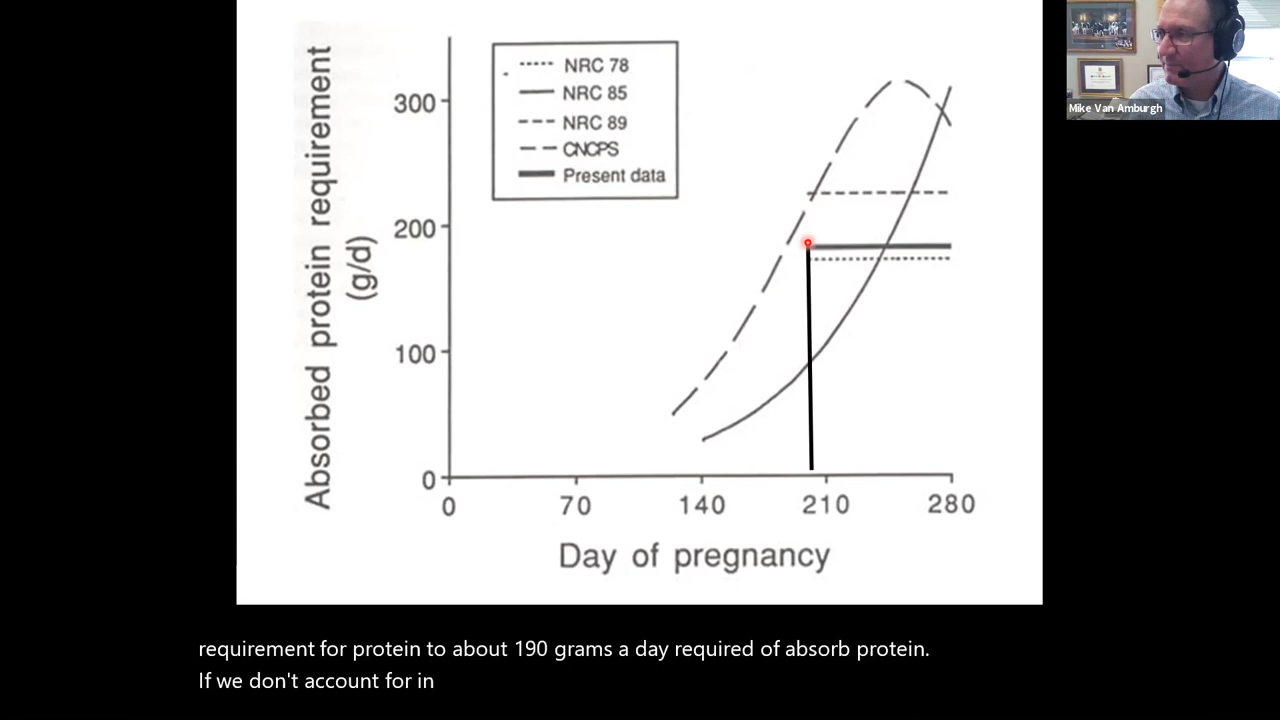 Absorbed protein requirement
(g/d)
300
200
100
0
NRC 78
NRC 85
NRC 89
CNCPS
Present data
0 70 140 210 280
Day of pregnancy
Mike Van Amburgh
requirement for protein to about 190 grams a day required of absorb protein.
If we don't account for in